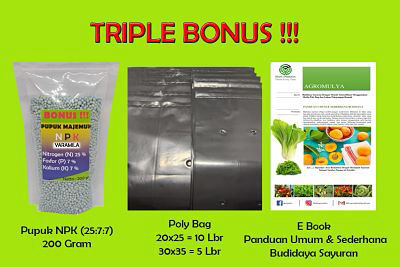 TRIPLE BONUS !!!
BONUS !!!
PUPUK MAJEMUK
N P K
VARAMILA
Nitrogen (N) 25 %
Fosfor (P) 7 %
Kalium (K) 7 %
AGROMULYA
Pupuk NPK (25:7:7)
200 Gram
Poly Bag
20x25 = 10 Lbr
30x35 = 5 Lbr
E Book
Panduan Umum & Sederhana
Budidaya Sayuran